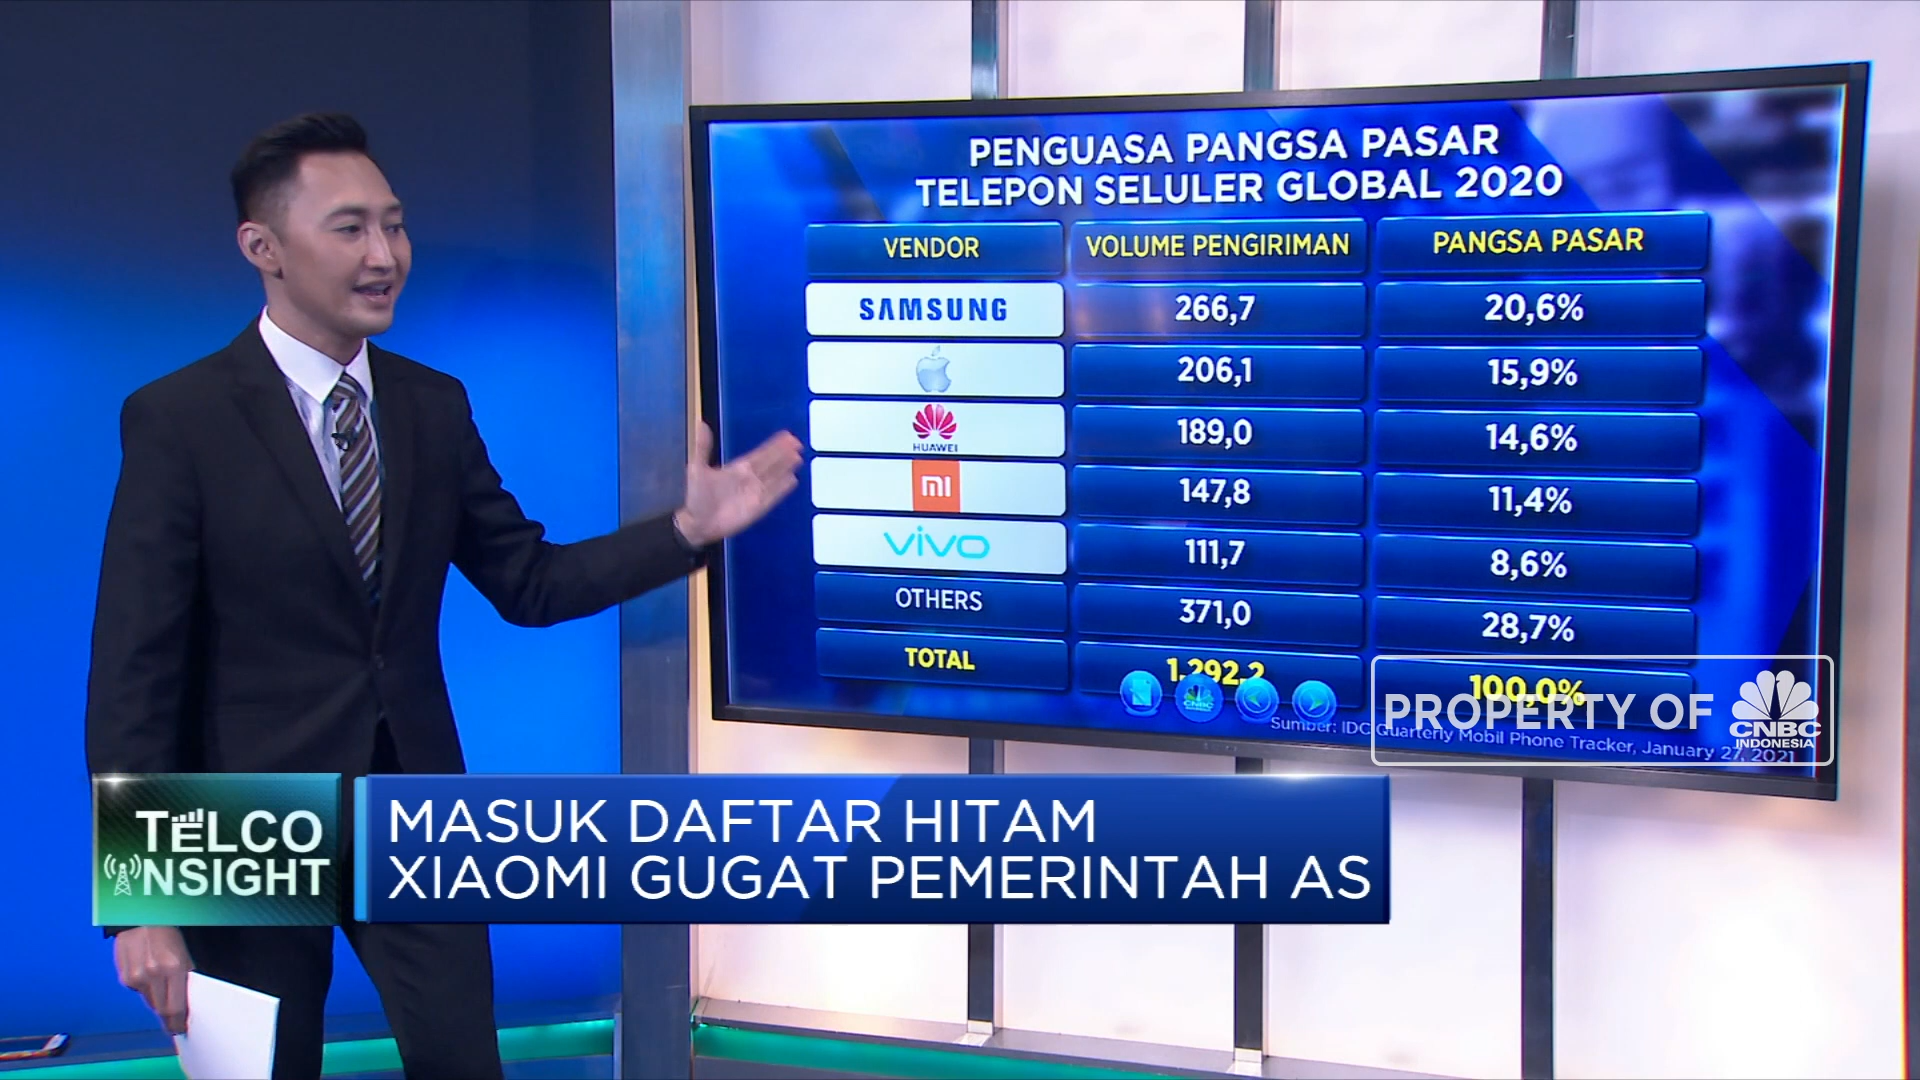 PENGUASA PANGSA PASAR
TELEPON SELULER GLOBAL 2020
VENDOR VOLUME PENGIRIMAN PANGSA PASAR
SAMSUNG 266,7 20,6%
206,1 15,9%
HUAWEI 189,0 14,6%
MI 147,8 11,4%
vivo 111,7 8,6%
OTHERS 371,0 28,7%
TOTAL 1.292,2 100,0%
CNBC
Sumber: IDC Quarterly Mobil Phone Tracker, January 27, 2021
PROPERTY OF CNBC INDONESIA
TELCO INSIGHT
MASUK DAFTAR HITAM
XIAOMI GUGAT PEMERINTAH AS